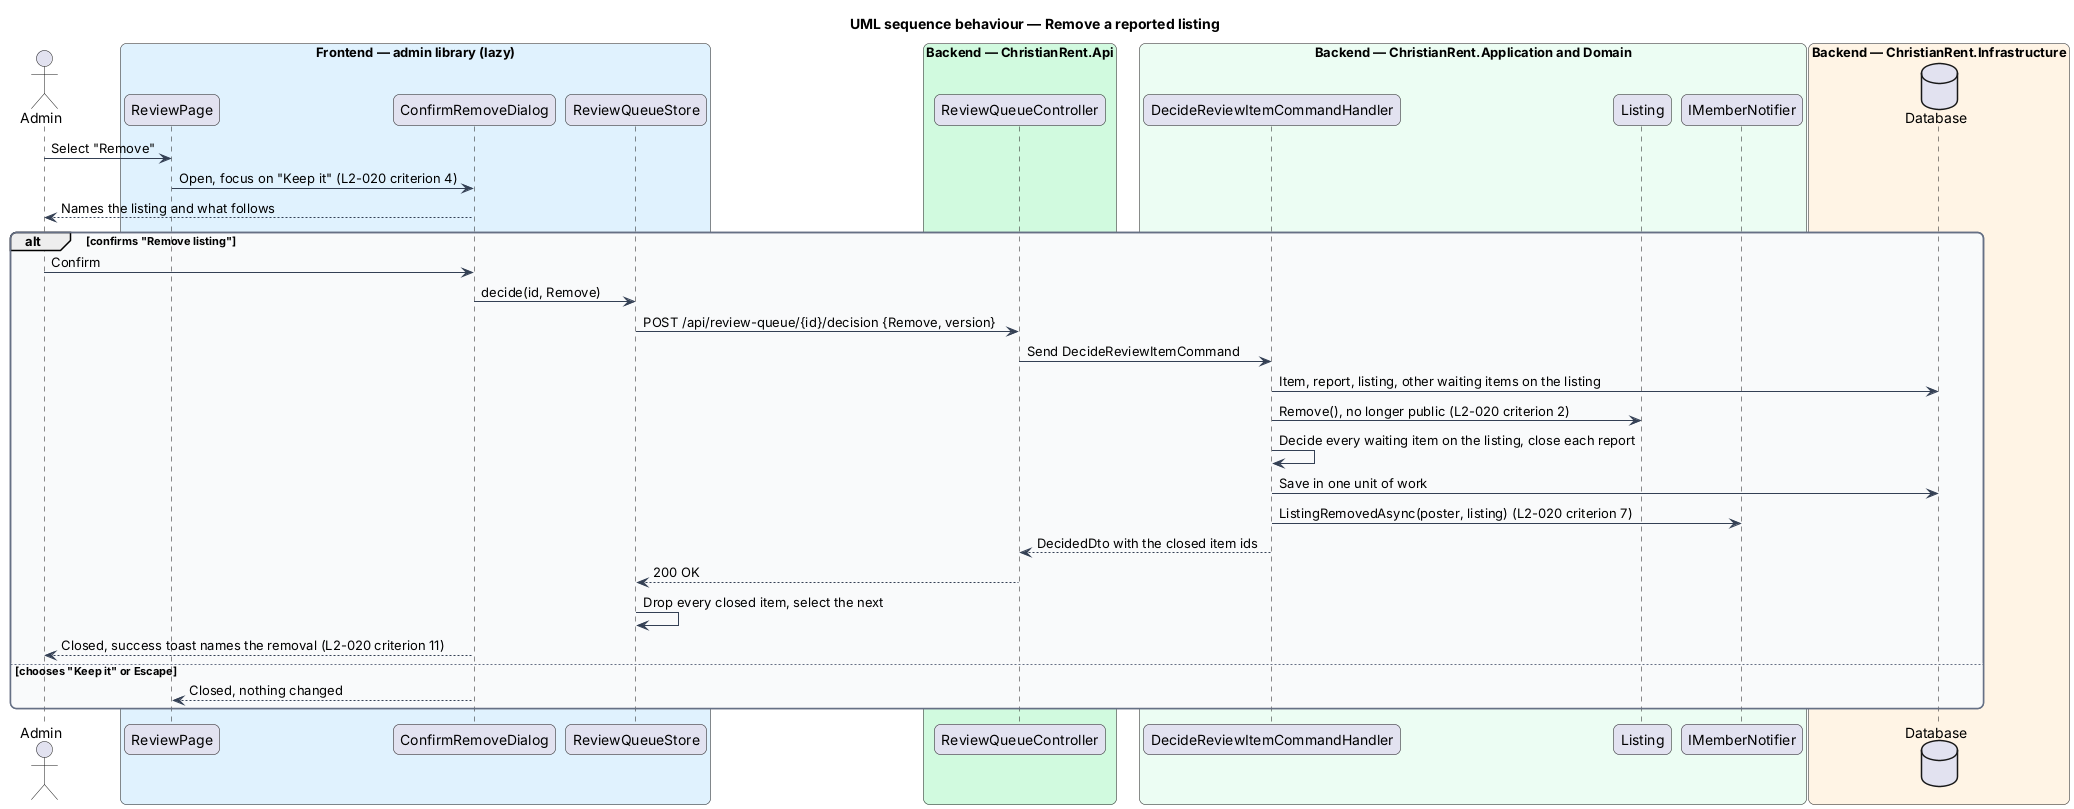 UML sequence behaviour — Remove a reported listing
Frontend — admin library (lazy)
Backend — ChristianRent.Api
Backend — ChristianRent.Application and Domain
Backend — ChristianRent.Infrastructure
Admin
ReviewPage
ConfirmRemoveDialog
ReviewQueueStore
ReviewQueueController
DecideReviewItemCommandHandler
Listing
IMemberNotifier
Database
Select "Remove"
Open, focus on "Keep it" (L2-020 criterion 4)
Names the listing and what follows
alt
[confirms "Remove listing"]
Confirm
decide(id, Remove)
POST /api/review-queue/{id}/decision {Remove, version}
Send DecideReviewItemCommand
Item, report, listing, other waiting items on the listing
Remove(), no longer public (L2-020 criterion 2)
Decide every waiting item on the listing, close each report
Save in one unit of work
ListingRemovedAsync(poster, listing) (L2-020 criterion 7)
DecidedDto with the closed item ids
200 OK
Drop every closed item, select the next
Closed, success toast names the removal (L2-020 criterion 11)
[chooses "Keep it" or Escape]
Closed, nothing changed
Admin
ReviewPage
ConfirmRemoveDialog
ReviewQueueStore
ReviewQueueController
DecideReviewItemCommandHandler
Listing
IMemberNotifier
Database